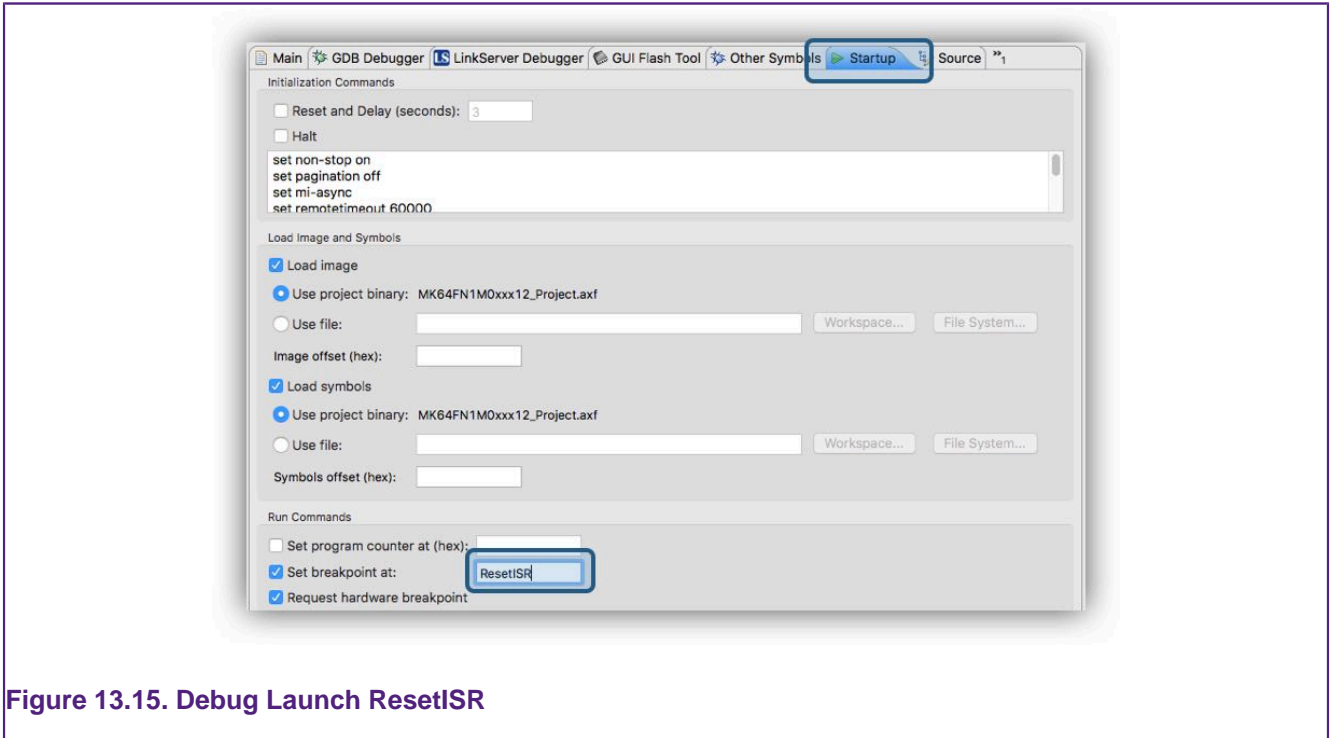 Main GDB Debugger LS LinkServer Debugger GUI Flash Tool Other Symbols Startup Source »1
Initialization Commands
Reset and Delay (seconds): 3
Halt
set non-stop on
set pagination off
set mi-async
set remotetimeout 60000
Load Image and Symbols
Load image
Use project binary: MK64FN1M0xxx12_Project.axf
Use file: Workspace... File System...
Image offset (hex):
Load symbols
Use project binary: MK64FN1M0xxx12_Project.axf
Use file: Workspace... File System...
Symbols offset (hex):
Run Commands
Set program counter at (hex):
Set breakpoint at: ResetISR
Request hardware breakpoint
Figure 13.15. Debug Launch ResetISR